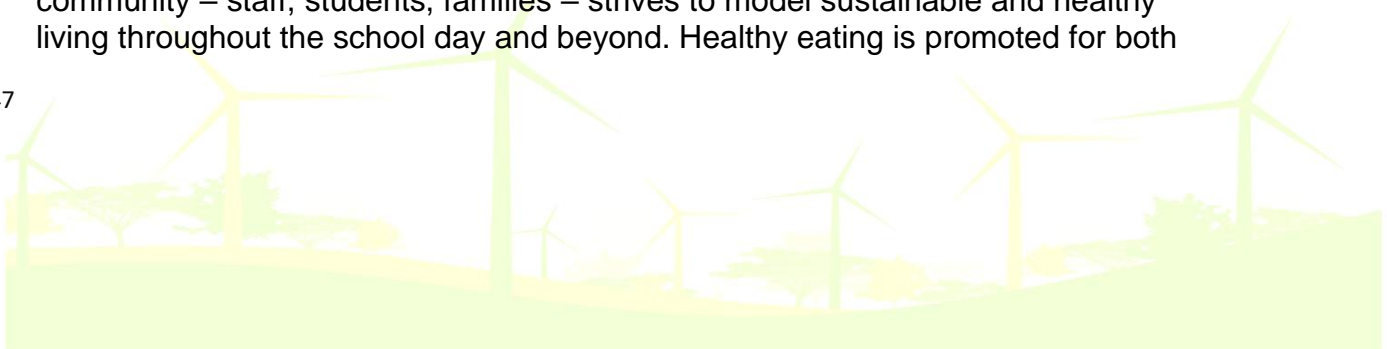 community – staff, students, families – strives to model sustainable and healthy
living throughout the school day and beyond. Healthy eating is promoted for both
7